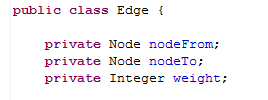 public class Edge {
private Node nodeFrom;
private Node nodeTo;
private Integer weight;